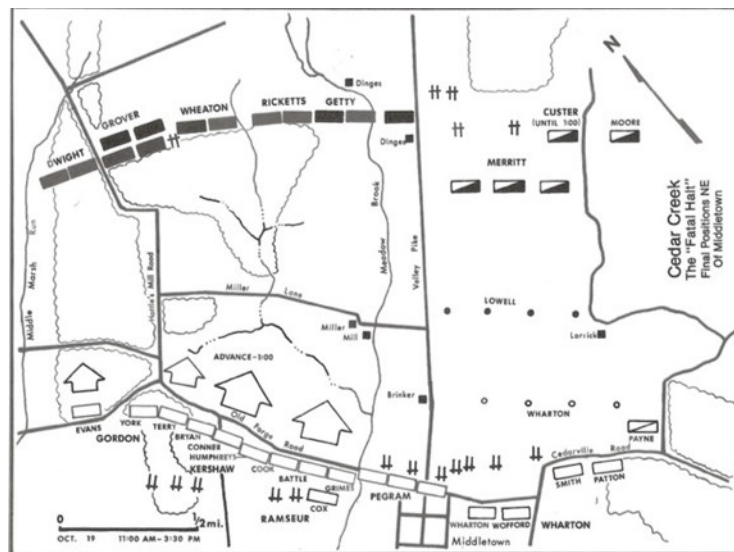 N
Dinges
GROVER
WHEATON
RICKETTS
GETTY
CUSTER
(UNTIL 1:00)
MOORE
DWIGHT
Dinges
MERRITT
Cedar Creek
The "Fatal Halt"
Final Positions NE
Of Middletown
Middle Marsh Run
Hottle's Mill Road
Meadow Brook
Valley Pike
Miller Lane
LOWELL
Miller
Mill
Larrick
ADVANCE-1:00
Brinker
WHARTON
EVANS
Old Forge Road
PAYNE
YORK
TERRY
BRYAN
GORDON
CONNER
HUMPHREYS
KERSHAW
COOK
BATTLE
GRIMES
PEGRAM
Cedarville Road
SMITH
PATTON
COX
RAMSEUR
WHARTON
WOFFORD
WHARTON
Middletown
0 1/2mi.
OCT. 19 11:00 AM-3:30 PM